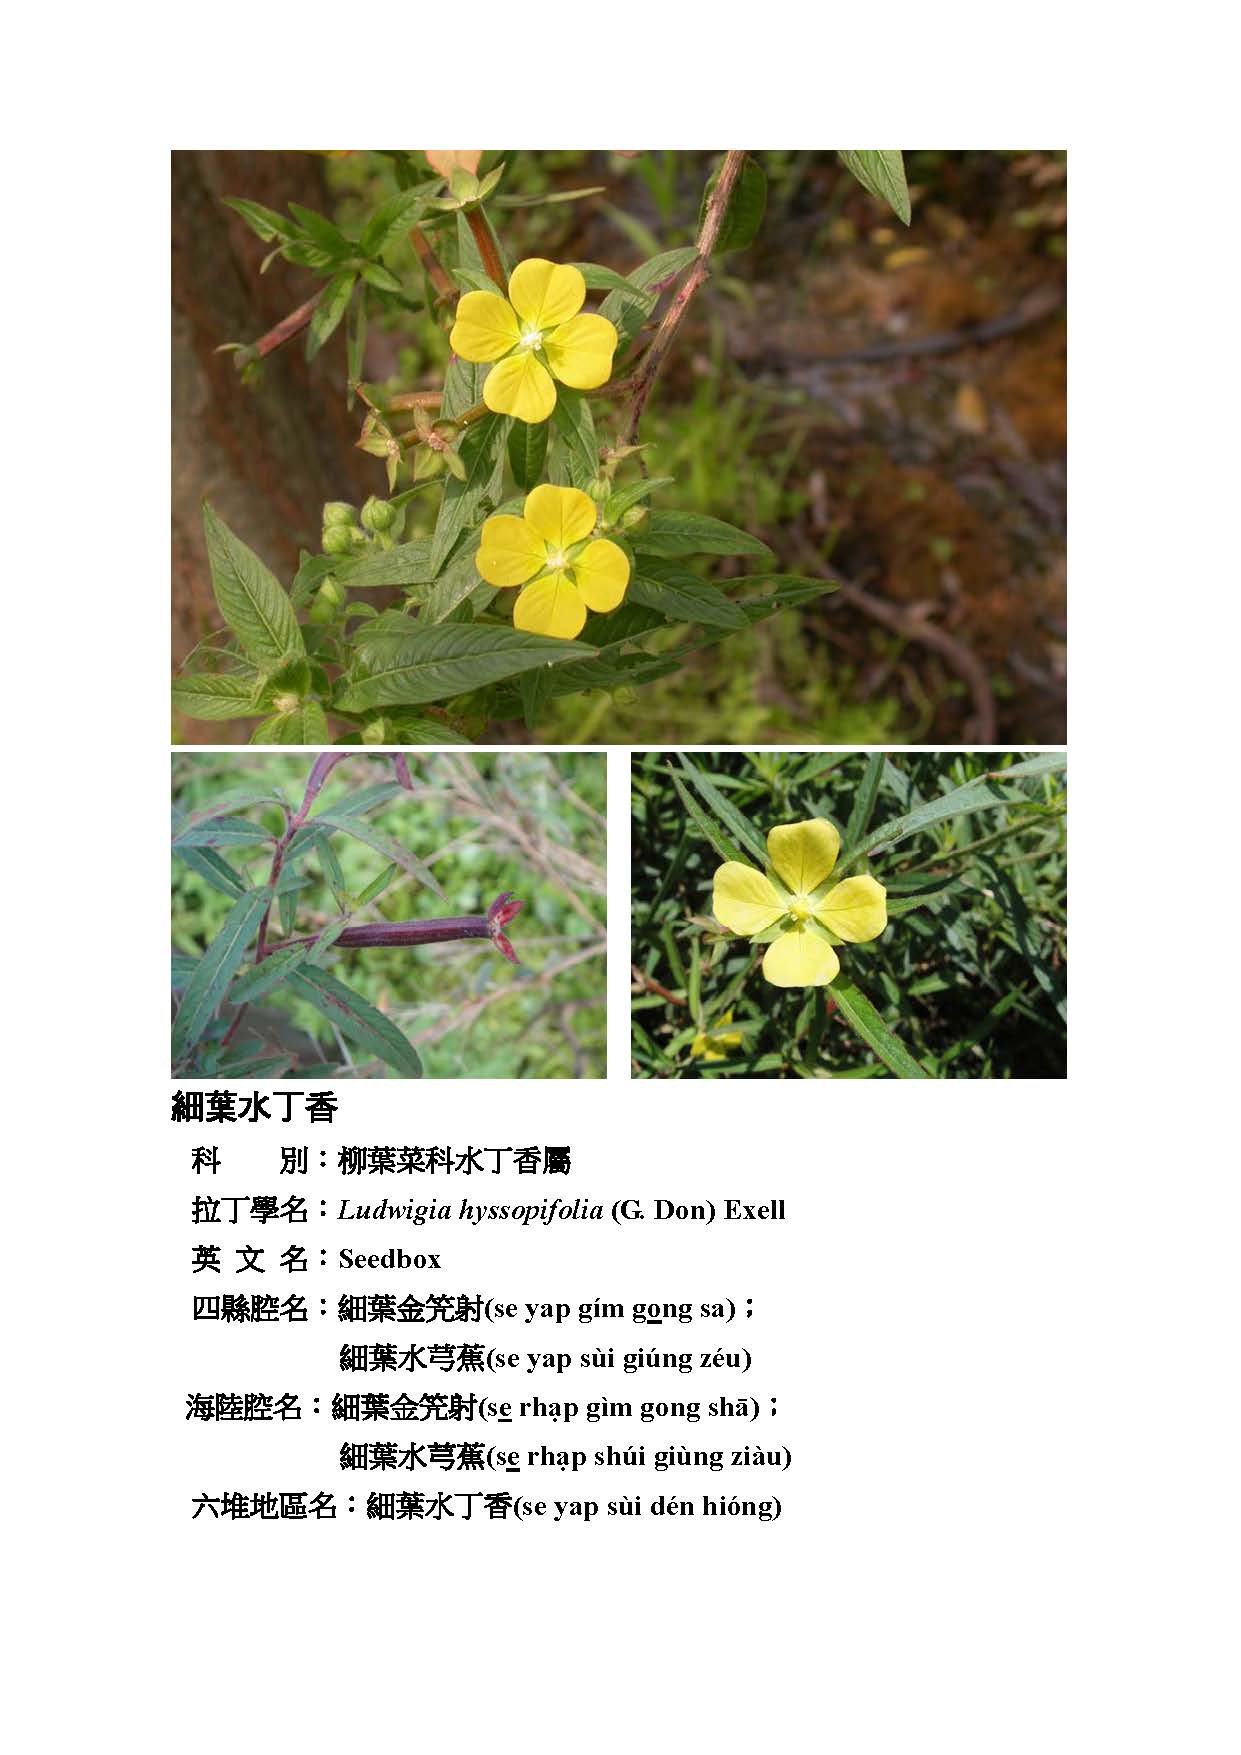 細葉水丁香
科　　別：柳葉菜科水丁香屬
拉丁學名：Ludwigia hyssopifolia (G. Don) Exell
英 文 名：Seedbox
四縣腔名：細葉金笐射(se yap gím gong sa)；
細葉水芎蕉(se yap sùi giúng zéu)
海陸腔名：細葉金笐射(se rhạp gìm gong shā)；
細葉水芎蕉(se rhạp shúi giùng ziàu)
六堆地區名：細葉水丁香(se yap sùi dén hióng)